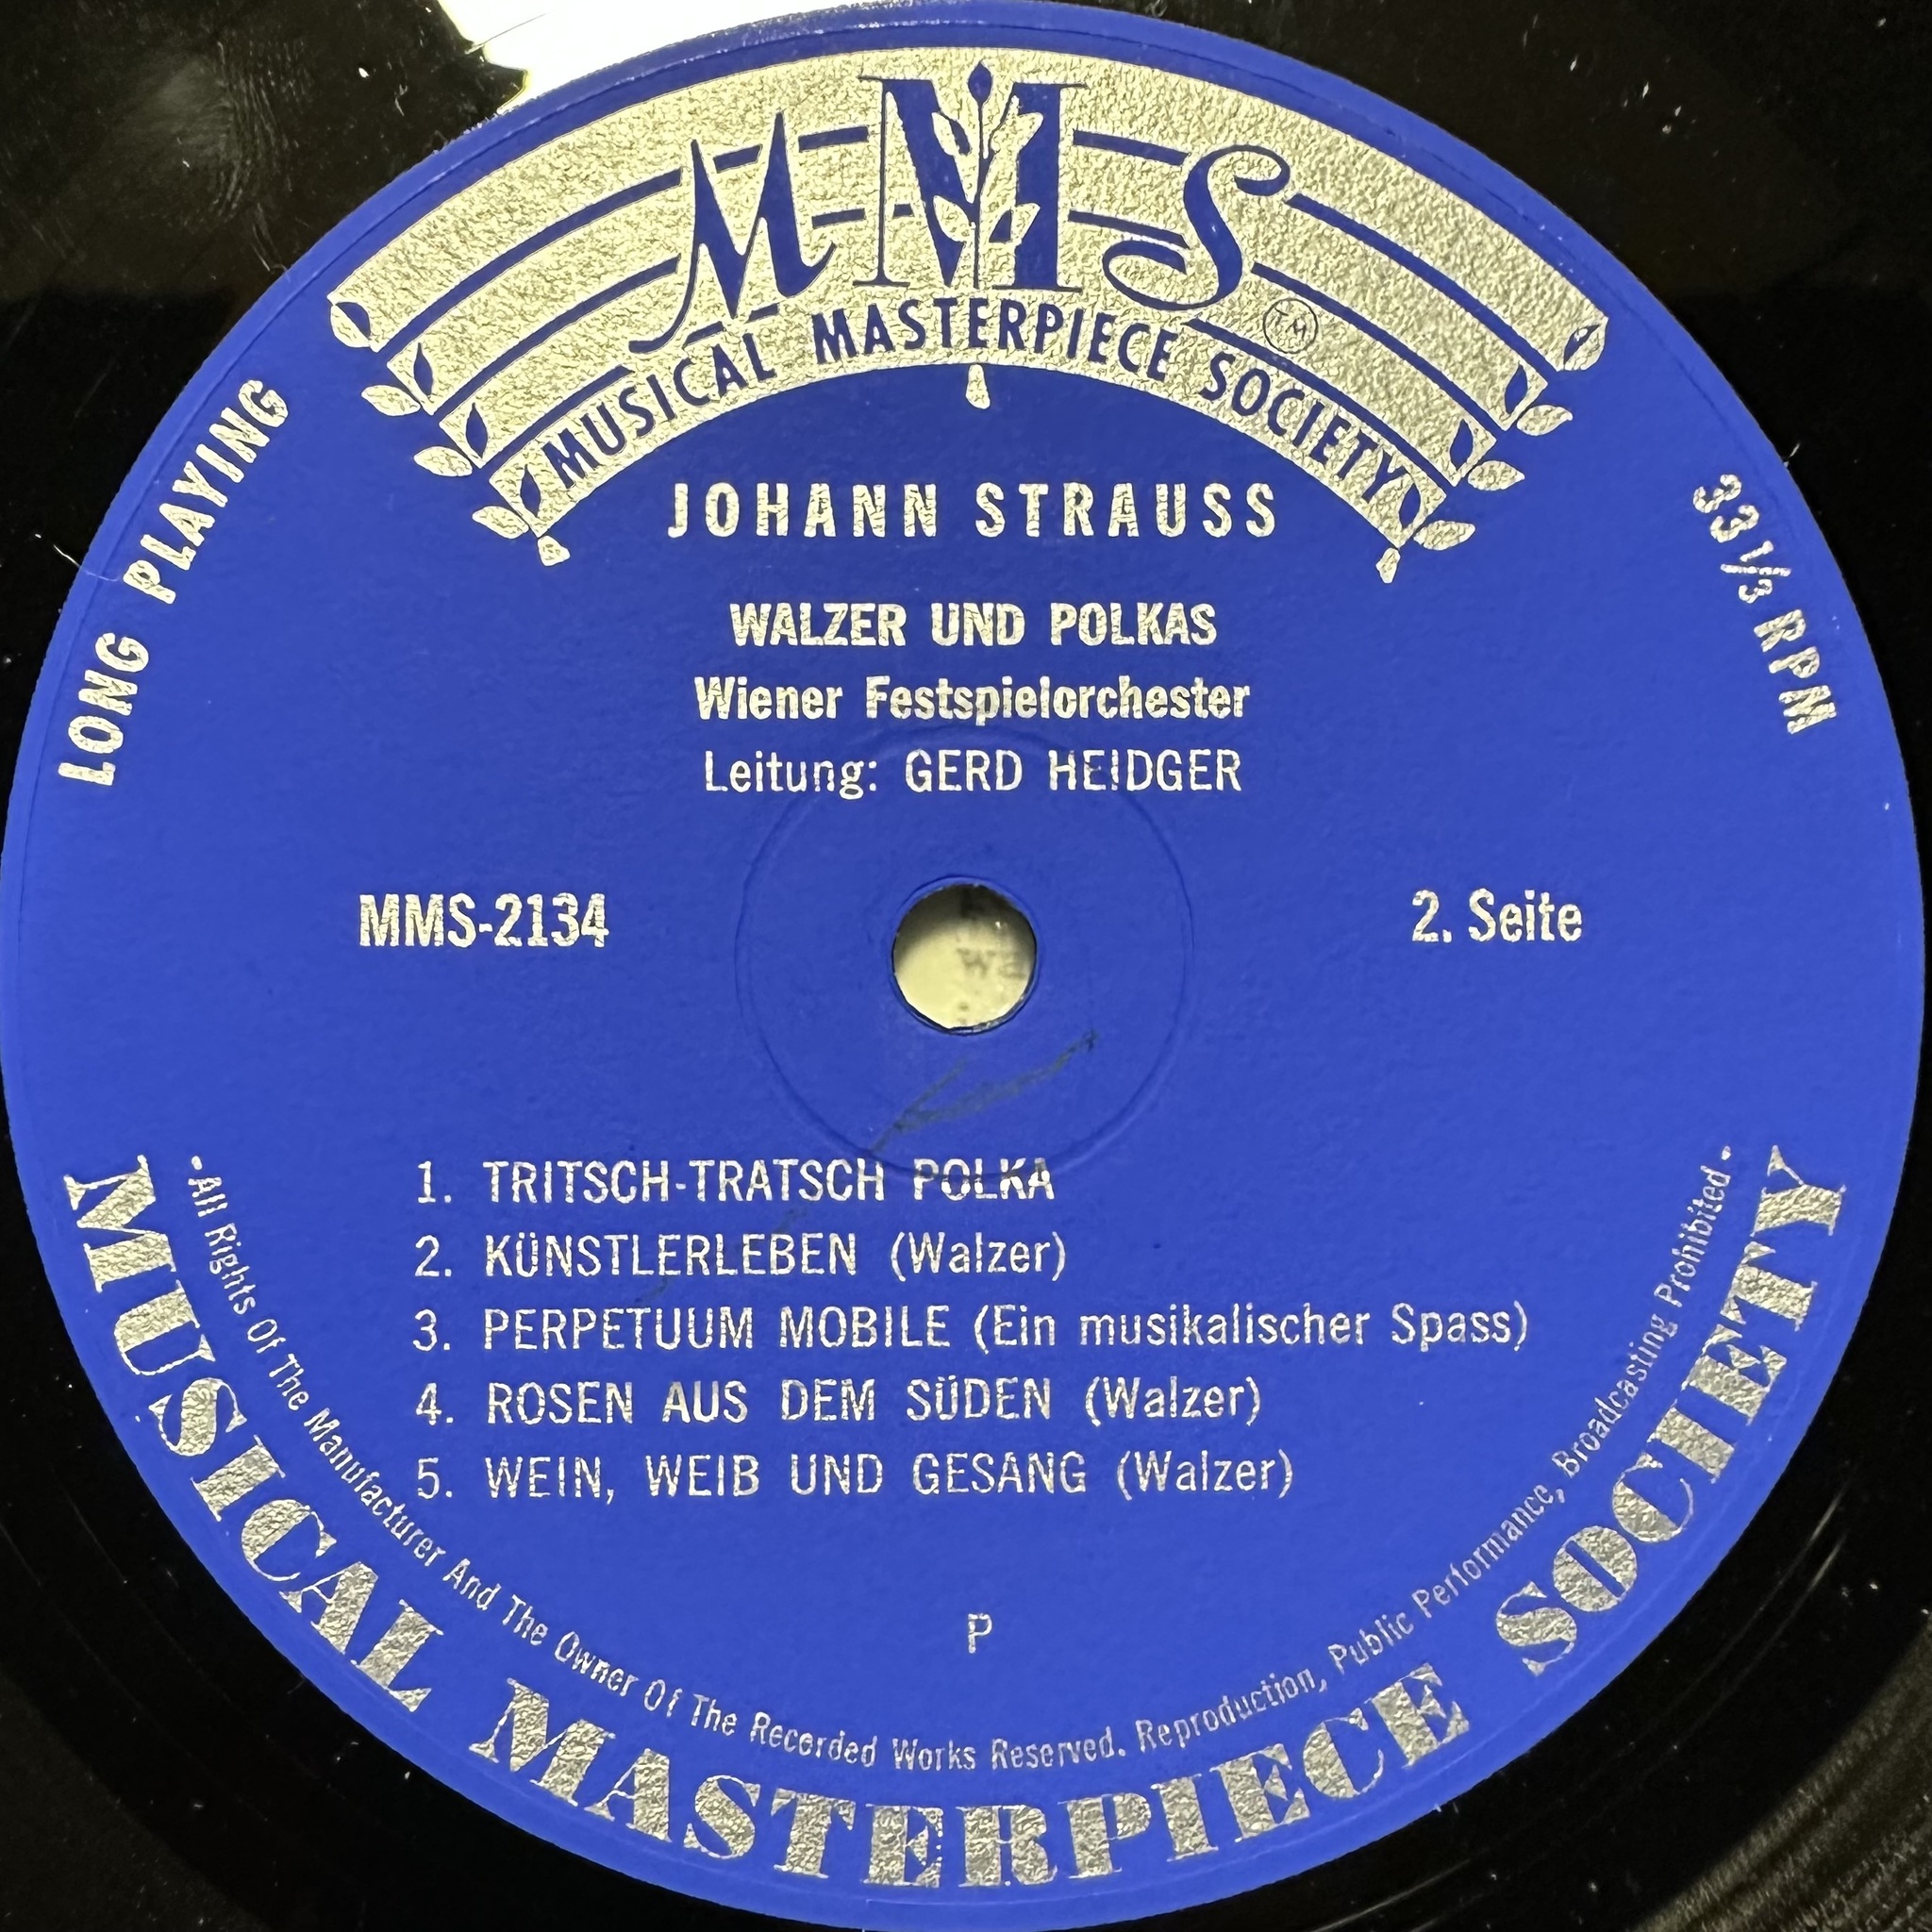 MMS
TM
MUSICAL MASTERPIECE SOCIETY
LONG PLAYING
33 1/3 RPM
JOHANN STRAUSS
WALZER UND POLKAS
Wiener Festspielorchester
Leitung: GERD HEIDGER
MMS-2134
2. Seite
1. TRITSCH-TRATSCH POLKA
2. KÜNSTLERLEBEN (Walzer)
3. PERPETUUM MOBILE (Ein musikalischer Spass)
4. ROSEN AUS DEM SÜDEN (Walzer)
5. WEIN, WEIB UND GESANG (Walzer)
P
-All Rights Of The Manufacturer And The Owner Of The Recorded Works Reserved. Reproduction, Public Performance, Broadcasting Prohibited-
MUSICAL MASTERPIECE SOCIETY